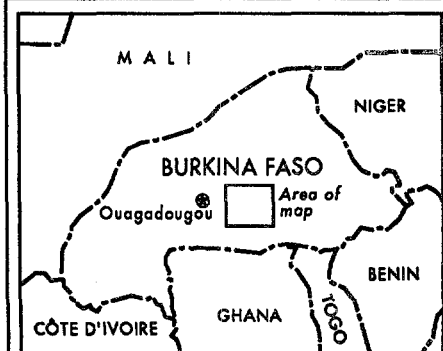 MALI
NIGER
BURKINA FASO
Area of
map
Ouagadougou
BENIN
GHANA
TOGO
CÔTE D'IVOIRE